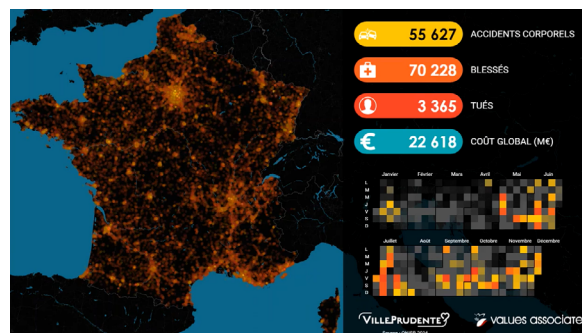 55 627 ACCIDENTS CORPORELS
70 228 BLESSÉS
3 365 TUÉS
€ 22 618 COÛT GLOBAL (M€)
Janvier Février Mars Avril Mai Juin
L
M
M
J
V
S
D
Juillet Août Septembre Octobre Novembre Décembre
L
M
M
J
V
S
D
VILLEPRUDENTE values associates